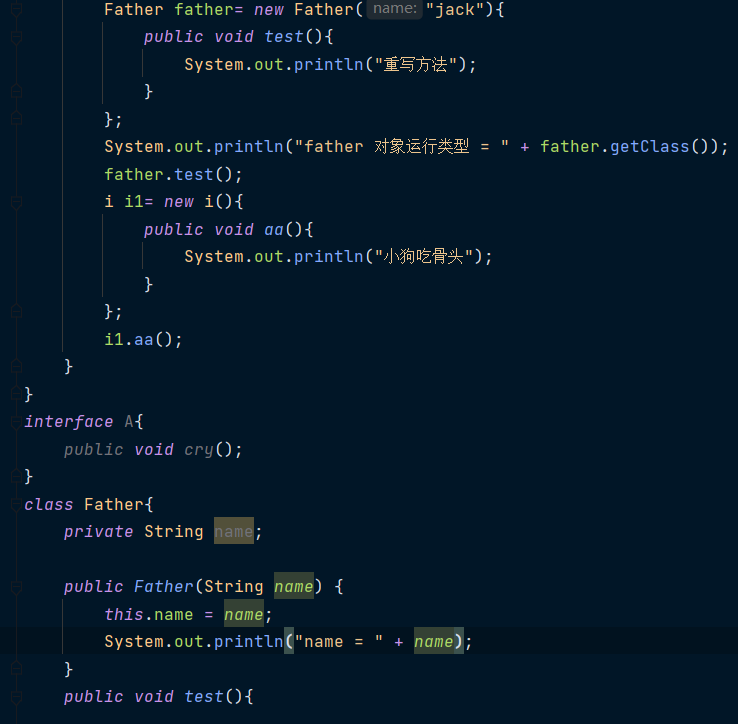 Father father= new Father( name: "jack"){
public void test(){
System.out.println("重写方法");
}
};
System.out.println("father 对象运行类型 = " + father.getClass());
father.test();
i i1= new i(){
public void aa(){
System.out.println("小狗吃骨头");
}
};
i1.aa();
}
}
interface A{
public void cry();
}
class Father{
private String name;
public Father(String name) {
this.name = name;
System.out.println("name = " + name);
}
public void test(){